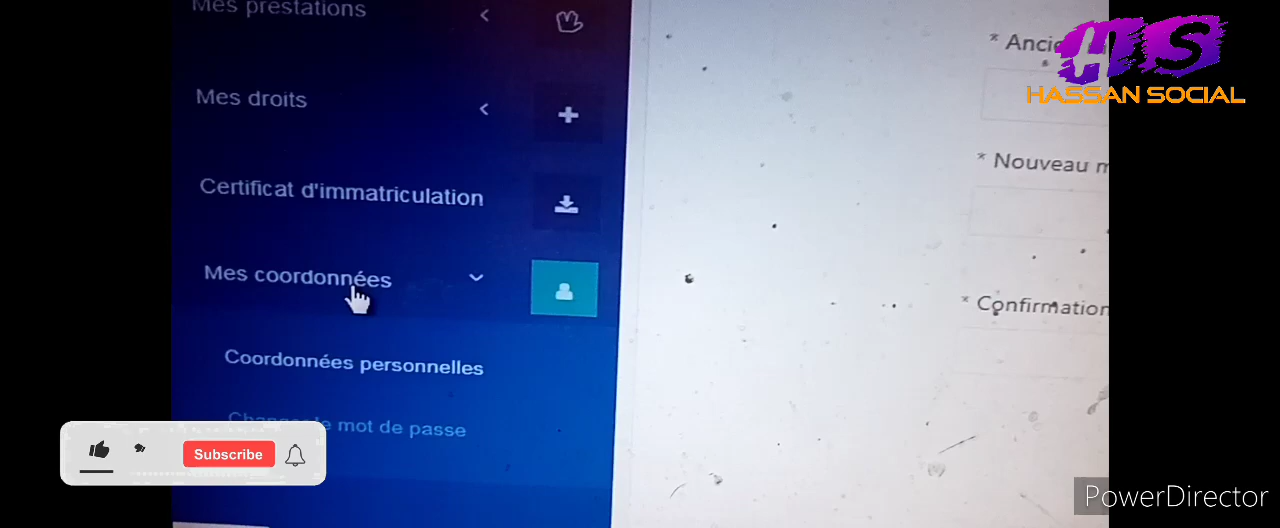 Mes prestations
Mes droits
Certificat d'immatriculation
Mes coordonnées
Coordonnées personnelles
mot de passe
* Nouveau
* Confirmation
HS
HASSAN SOCIAL
Subscribe
PowerDirector